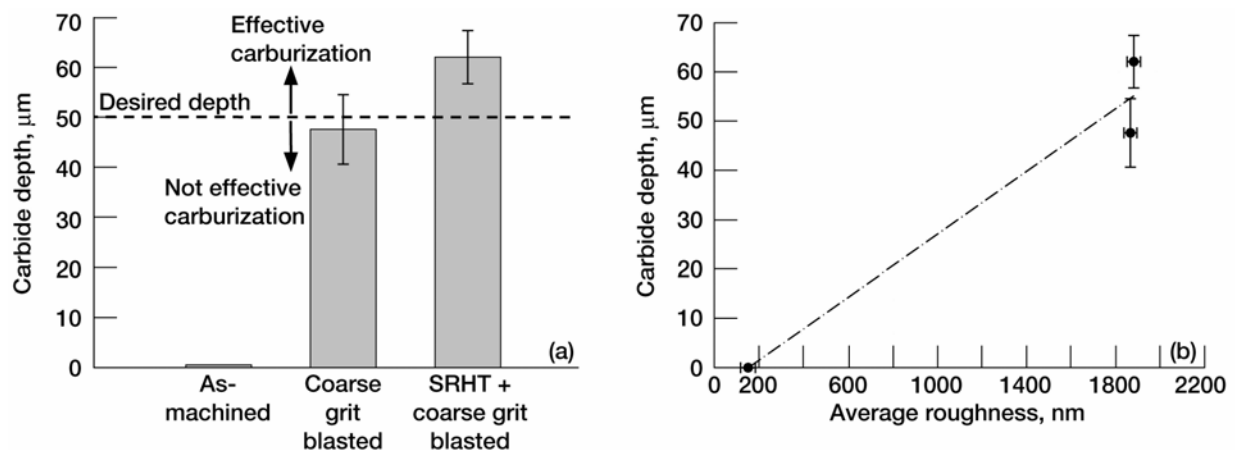 70
60
50
40
30
20
10
0
Carbide depth, μm
Effective
carburization
Desired depth
Not effective
carburization
(a)
As-
machined
Coarse
grit
blasted
SRHT +
coarse grit
blasted
70
60
50
40
30
20
10
0
Carbide depth, μm
(b)
0 200 600 1000 1400 1800 2200
Average roughness, nm